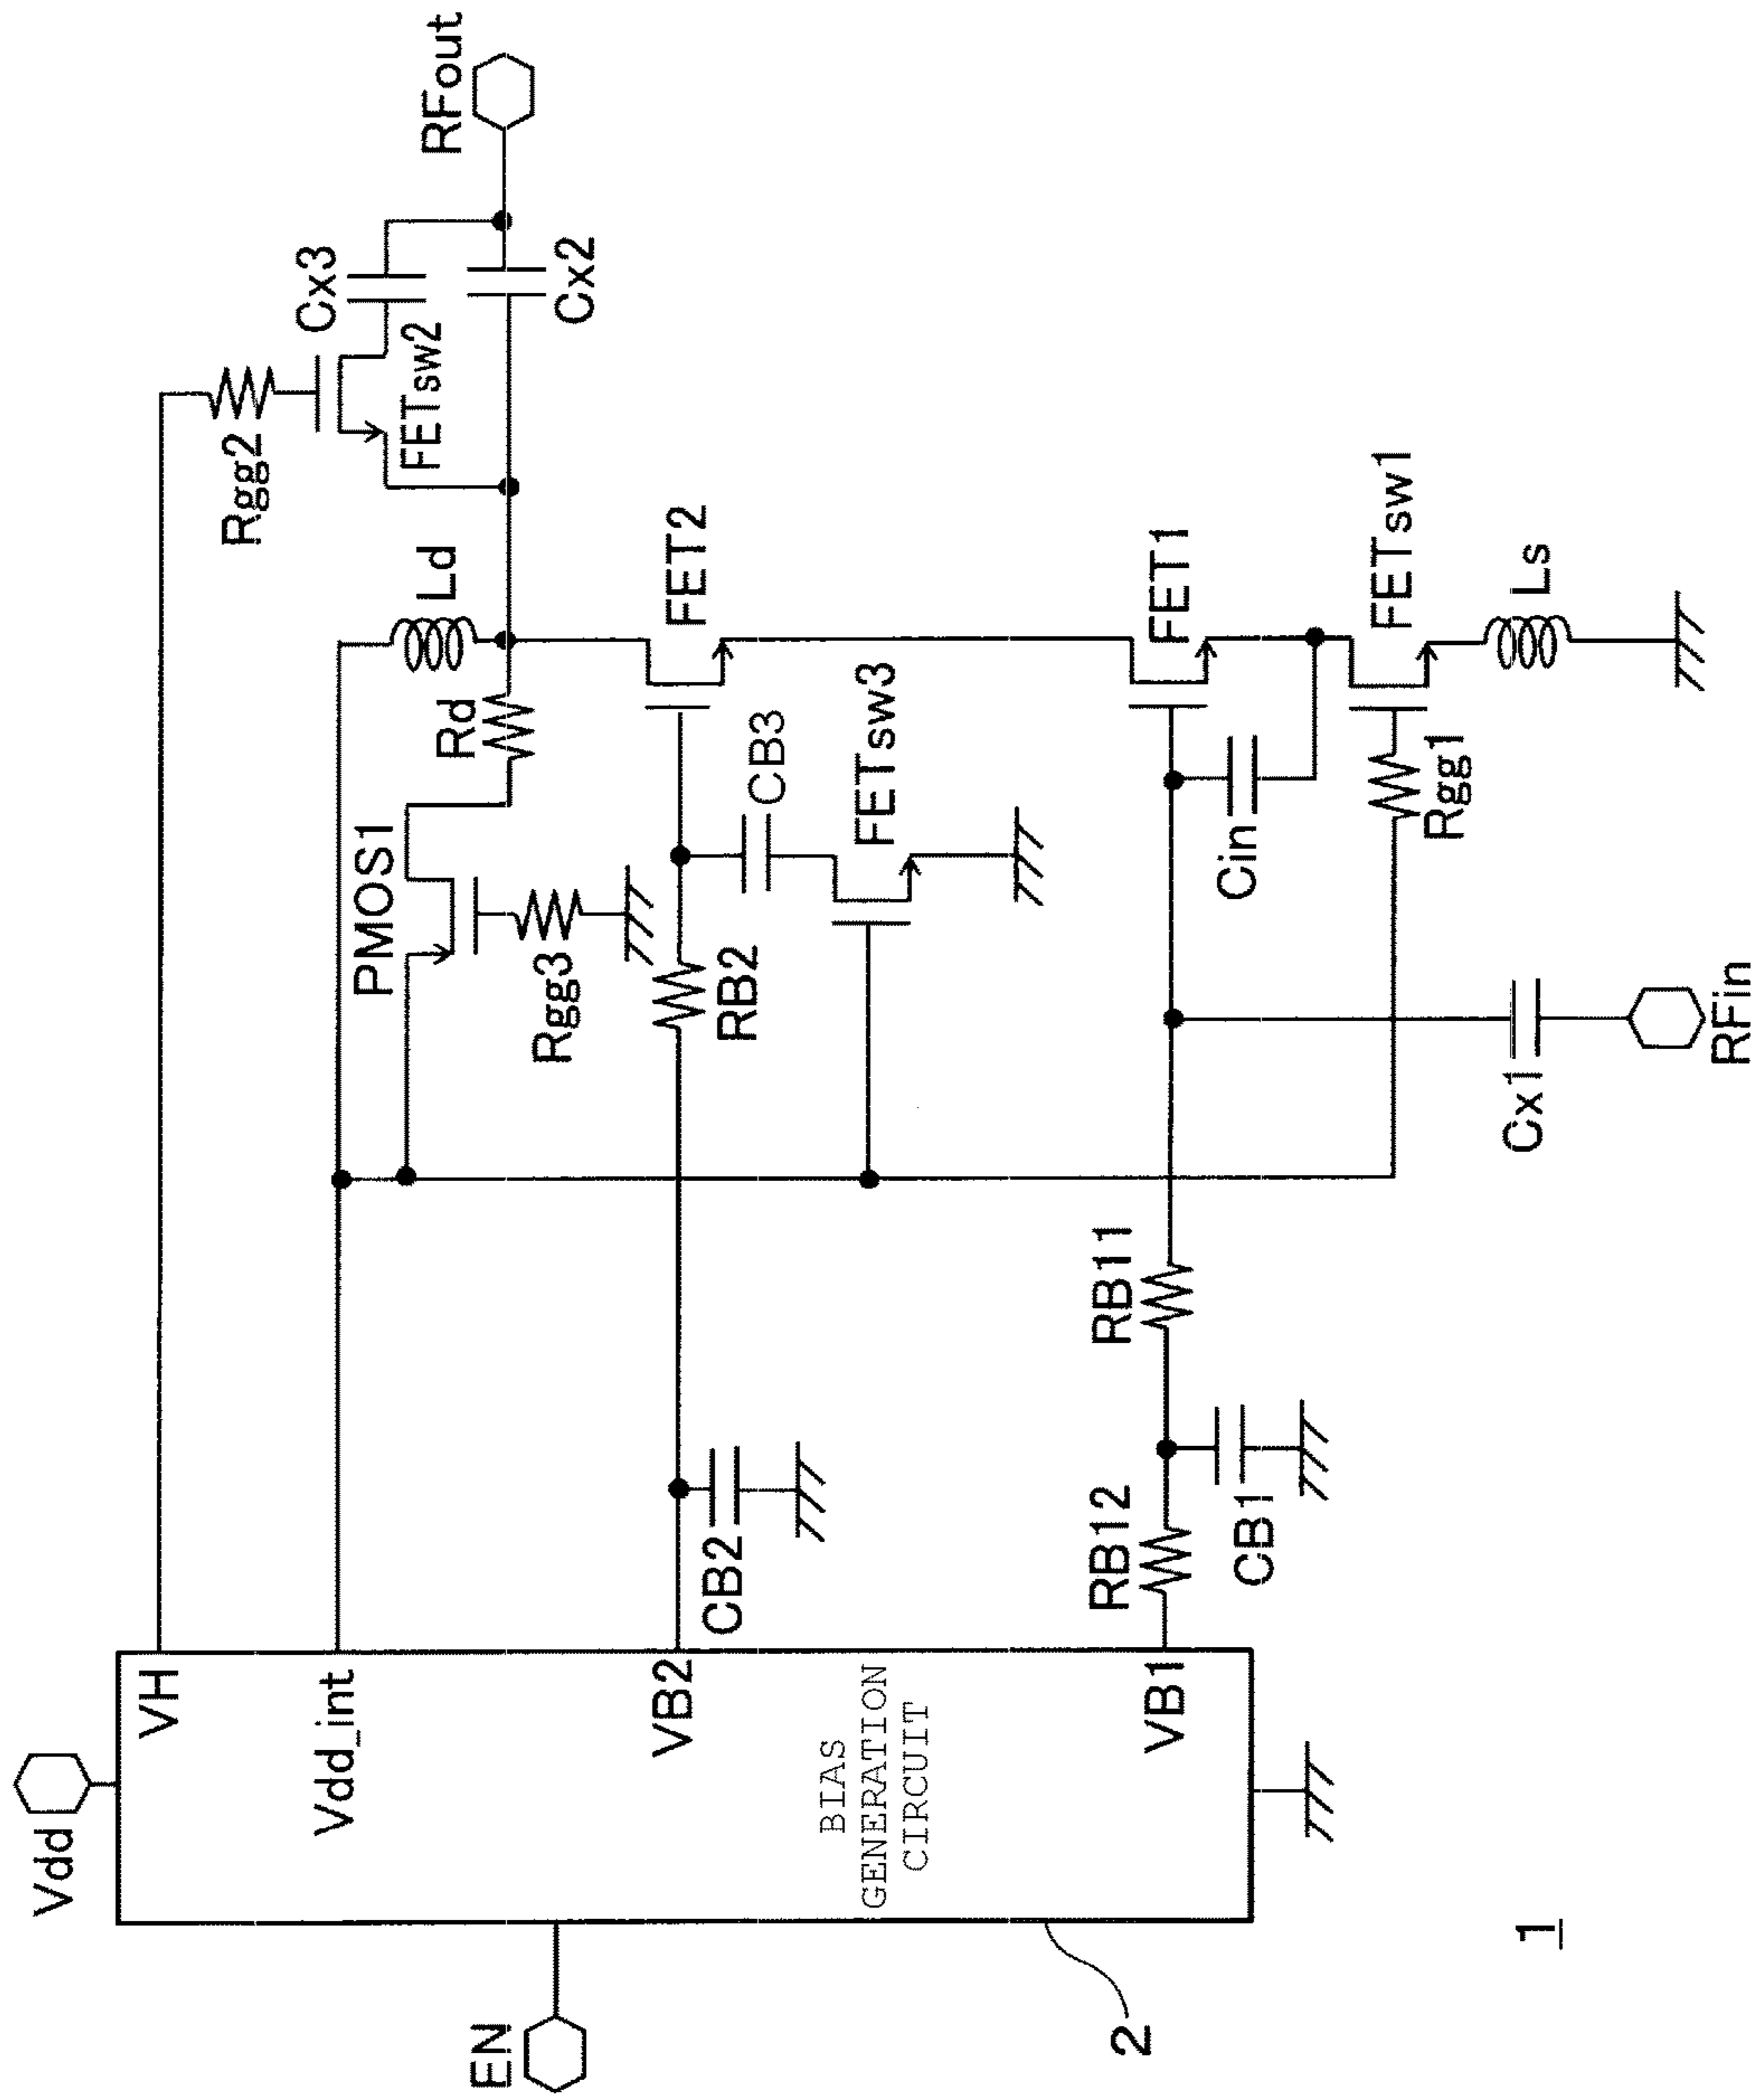 Vdd
EN
VH
Vdd_int
VB2
BIAS
GENERATION
CIRCUIT
VB1
2
1
CB2
RB12
CB1
RB11
RB2
PMOS1
Rgg3
Rd
Ld
CB3
FETsw3
FET2
FET1
Cin
FETsw1
Rgg1
Ls
Cx1
RFin
Rgg2
FETsw2
Cx3
Cx2
RFout